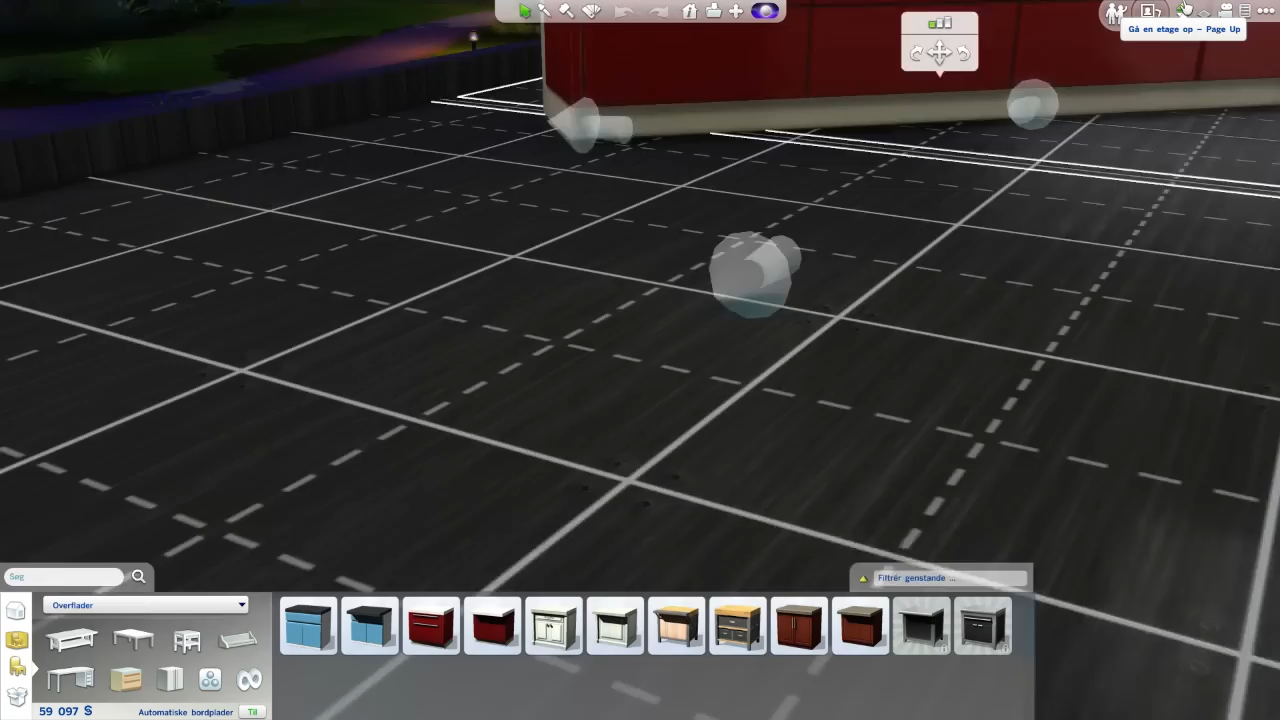 Gå en etage op – Page Up
Søg
Filtrér genstande ...
Overflader
59 097 $
Automatiske bordplader
Til